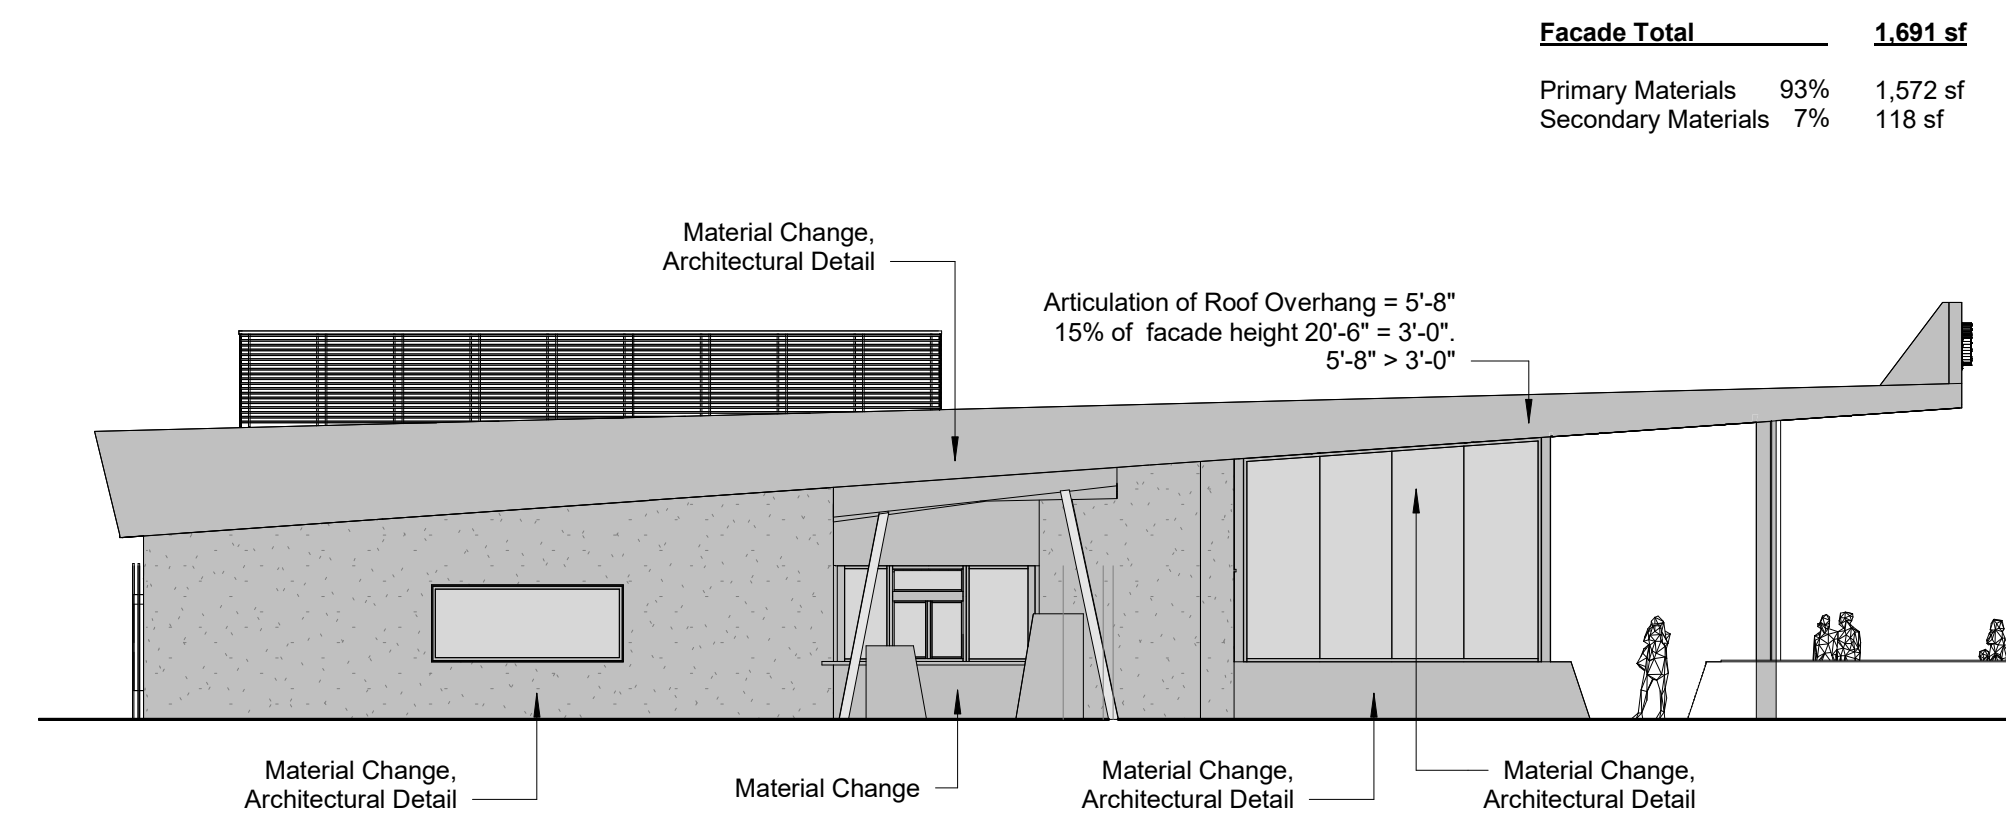 Facade Total 1,691 sf
Primary Materials 93% 1,572 sf
Secondary Materials 7% 118 sf
Material Change,
Architectural Detail
Articulation of Roof Overhang = 5'-8"
15% of facade height 20'-6" = 3'-0".
5'-8" > 3'-0"
Material Change,
Architectural Detail
Material Change
Material Change,
Architectural Detail
Material Change,
Architectural Detail